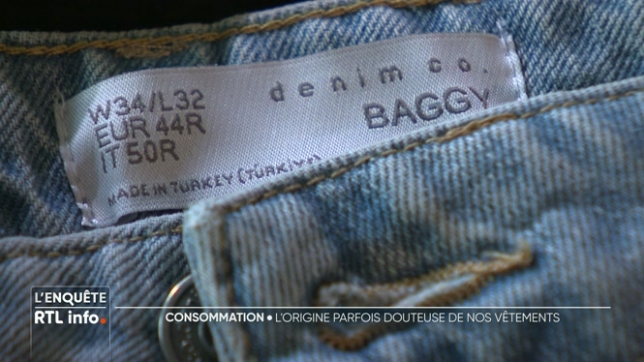 W34/L32
EUR 44R
IT 50R
denim co.
BAGGY
MADE IN TURKEY (TÜRKİYE)
L'ENQUÊTE
RTL info.
CONSOMMATION • L'ORIGINE PARFOIS DOUTEUSE DE NOS VÊTEMENTS